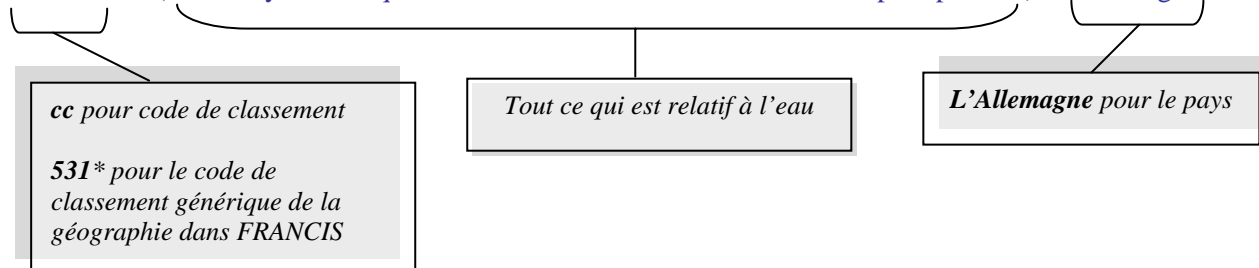 cc pour code de classement
Tout ce qui est relatif à l’eau
L’Allemagne pour le pays
531* pour le code de
classement générique de la
géographie dans FRANCIS